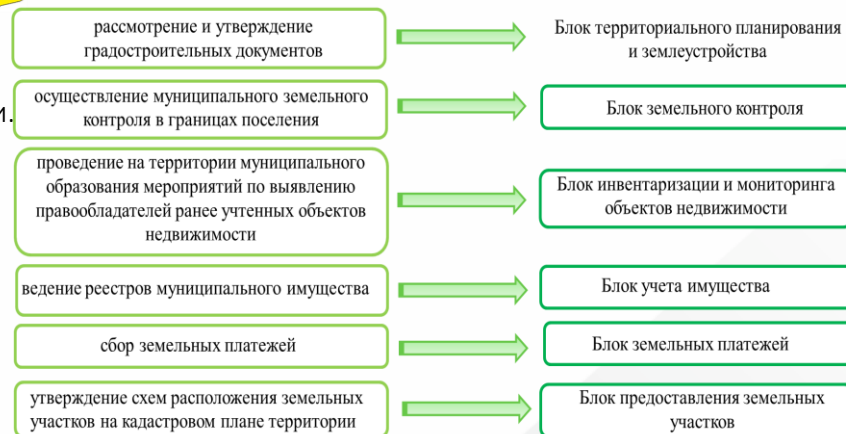 рассмотрение и утверждение
градостроительных документов
Блок территориального планирования
и землеустройства
и.
осуществление муниципального земельного
контроля в границах поселения
Блок земельного контроля
проведение на территории муниципального
образования мероприятий по выявлению
правообладателей ранее учтенных объектов
недвижимости
Блок инвентаризации и мониторинга
объектов недвижимости
ведение реестров муниципального имущества
Блок учета имущества
сбор земельных платежей
Блок земельных платежей
утверждение схем расположения земельных
участков на кадастровом плане территории
Блок предоставления земельных
участков